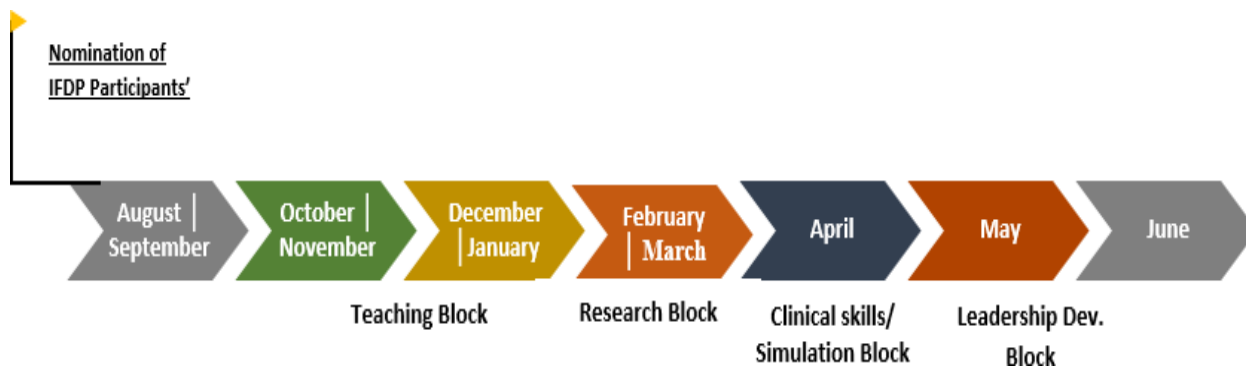 Nomination of
IFDP Participants’
August |
September
October |
November
December
| January
February
| March
April
May
June
Teaching Block
Research Block
Clinical skills/
Simulation Block
Leadership Dev.
Block